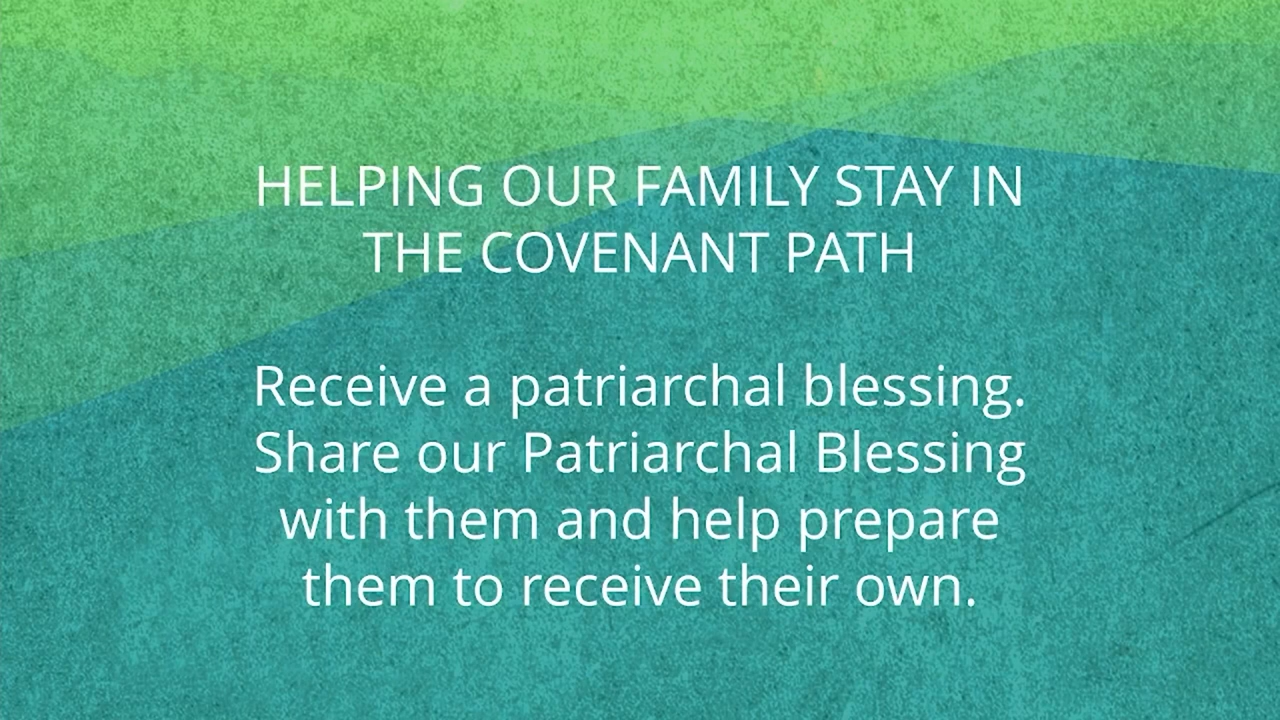 HELPING OUR FAMILY STAY IN
THE COVENANT PATH
Receive a patriarchal blessing.
Share our Patriarchal Blessing
with them and help prepare
them to receive their own.